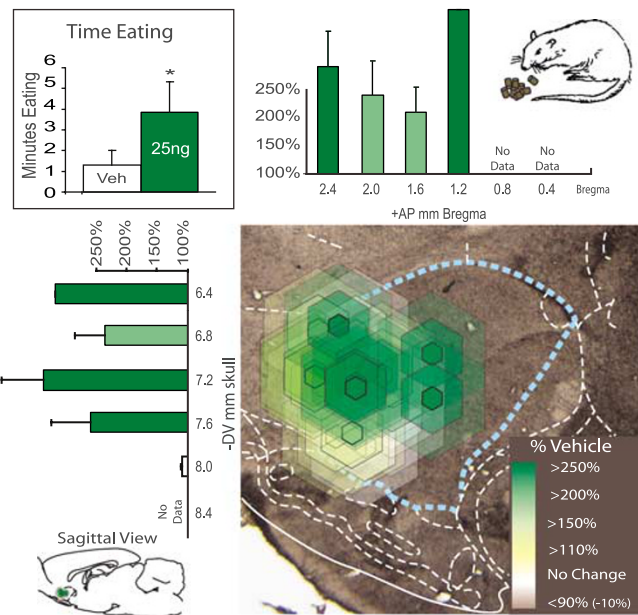 Time Eating
Minutes Eating
6
5
4
3
2
1
0
*
Veh
25ng
250%
200%
150%
100%
No Data
No Data
2.4 2.0 1.6 1.2 0.8 0.4 Bregma
+AP mm Bregma
250% 200% 150% 100%
6.4
6.8
7.2
7.6
8.0
8.4
No Data
-DV mm skull
Sagittal View
% Vehicle
>250%
>200%
>150%
>110%
No Change
<90% (-10%)